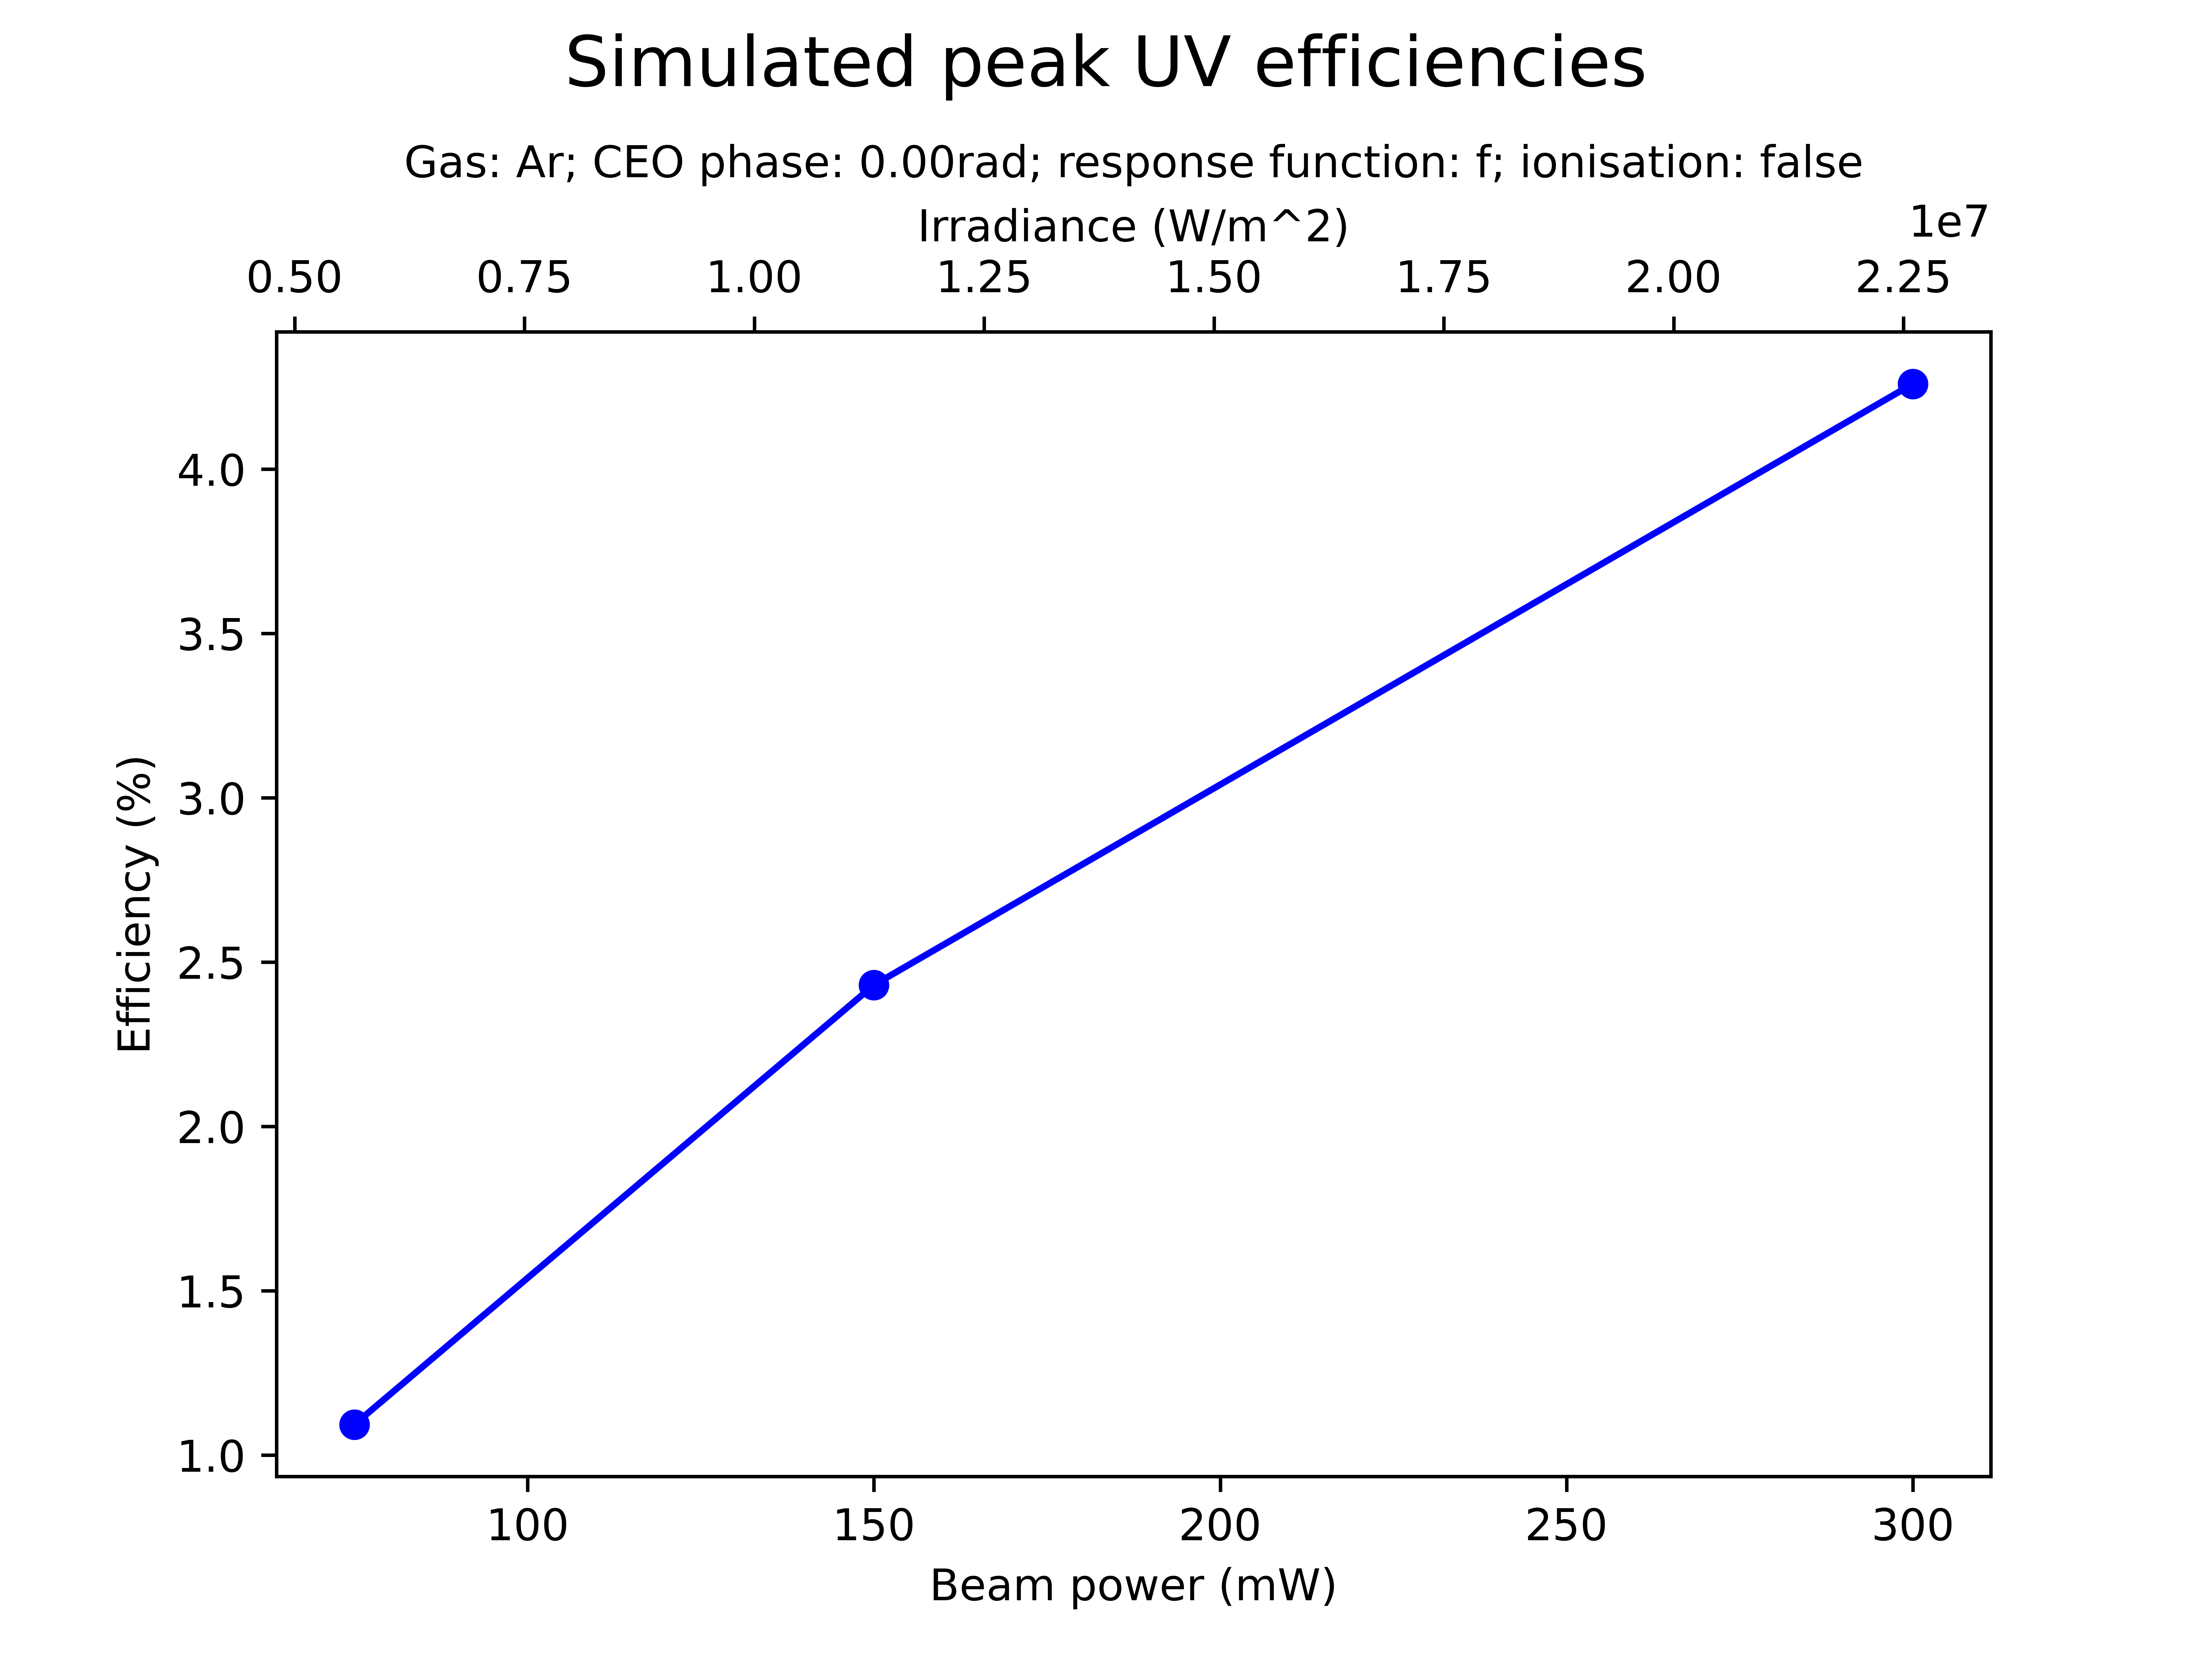 Simulated peak UV efficiencies
Gas: Ar; CEO phase: 0.00rad; response function: f; ionisation: false
Irradiance (W/m^2)
1e7
0.50 0.75 1.00 1.25 1.50 1.75 2.00 2.25
4.0
3.5
3.0
2.5
2.0
1.5
1.0
Efficiency (%)
100 150 200 250 300
Beam power (mW)